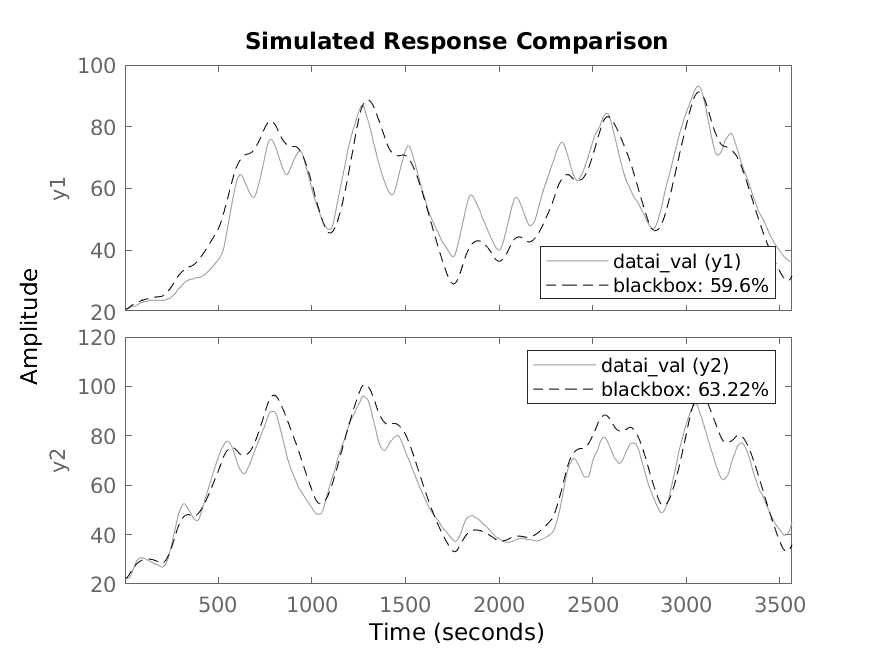 Simulated Response Comparison
100
80
60
40
20
y1
datai_val (y1)
blackbox: 59.6%
Amplitude
120
100
80
60
40
20
y2
datai_val (y2)
blackbox: 63.22%
500 1000 1500 2000 2500 3000 3500
Time (seconds)